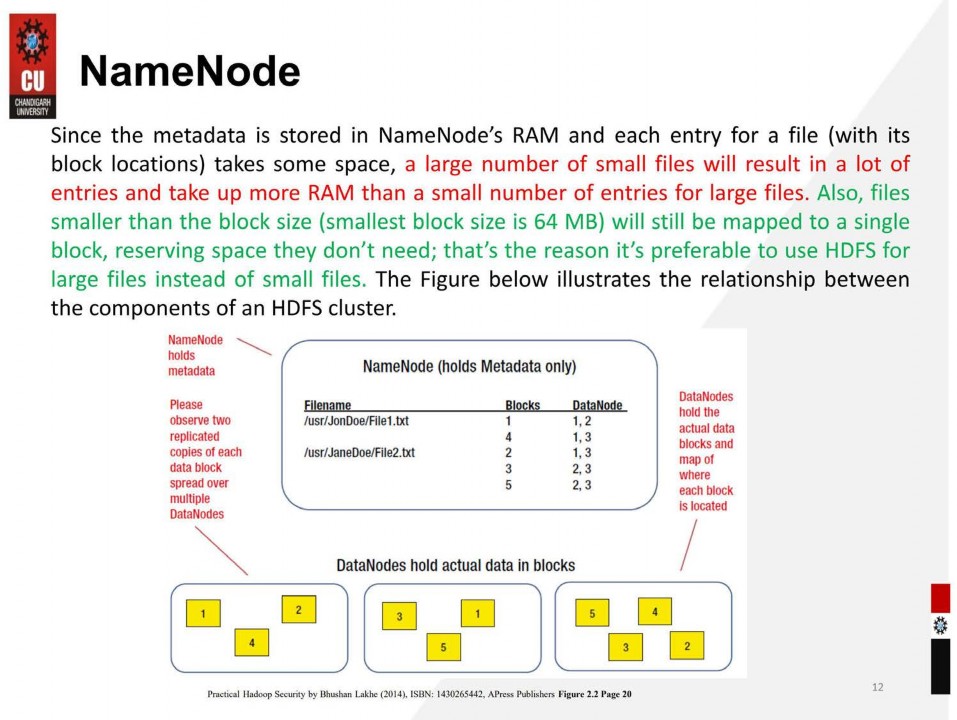 CU
CHANDIGARH
UNIVERSITY
NameNode
Since the metadata is stored in NameNode’s RAM and each entry for a file (with its
block locations) takes some space, a large number of small files will result in a lot of
entries and take up more RAM than a small number of entries for large files. Also, files
smaller than the block size (smallest block size is 64 MB) will still be mapped to a single
block, reserving space they don’t need; that’s the reason it’s preferable to use HDFS for
large files instead of small files. The Figure below illustrates the relationship between
the components of an HDFS cluster.
NameNode
holds
metadata
Please
observe two
replicated
copies of each
data block
spread over
multiple
DataNodes
NameNode (holds Metadata only)
Filename Blocks DataNode
/usr/JonDoe/File1.txt 1 1, 2
4 1, 3
/usr/JaneDoe/File2.txt 2 1, 3
3 2, 3
5 2, 3
DataNodes
hold the
actual data
blocks and
map of
where
each block
is located
DataNodes hold actual data in blocks
1 2
4
3 1
5
5 4
3 2
Practical Hadoop Security by Bhushan Lakhe (2014), ISBN: 1430265442, APress Publishers Figure 2.2 Page 20
12